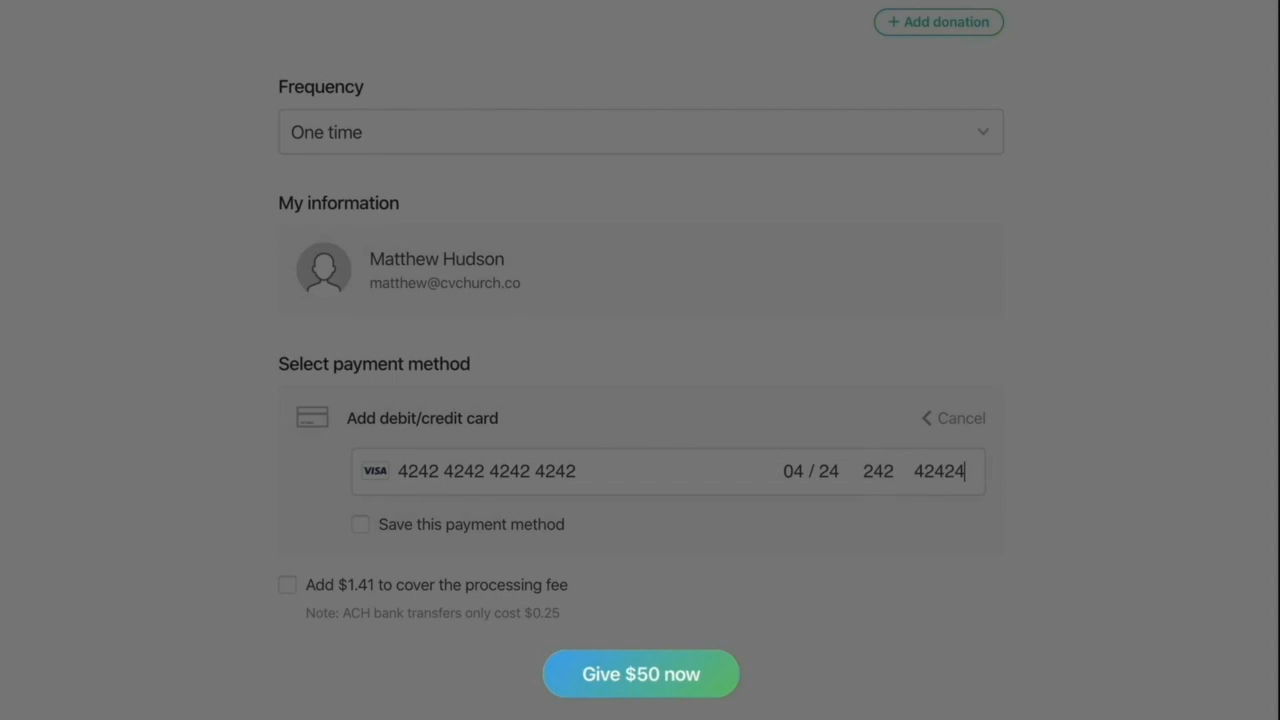 + Add donation
Frequency
One time
My information
Matthew Hudson
matthew@cvchurch.co
Select payment method
Add debit/credit card
Cancel
VISA 4242 4242 4242 4242 04 / 24 242 42424
Save this payment method
Add $1.41 to cover the processing fee
Note: ACH bank transfers only cost $0.25
Give $50 now